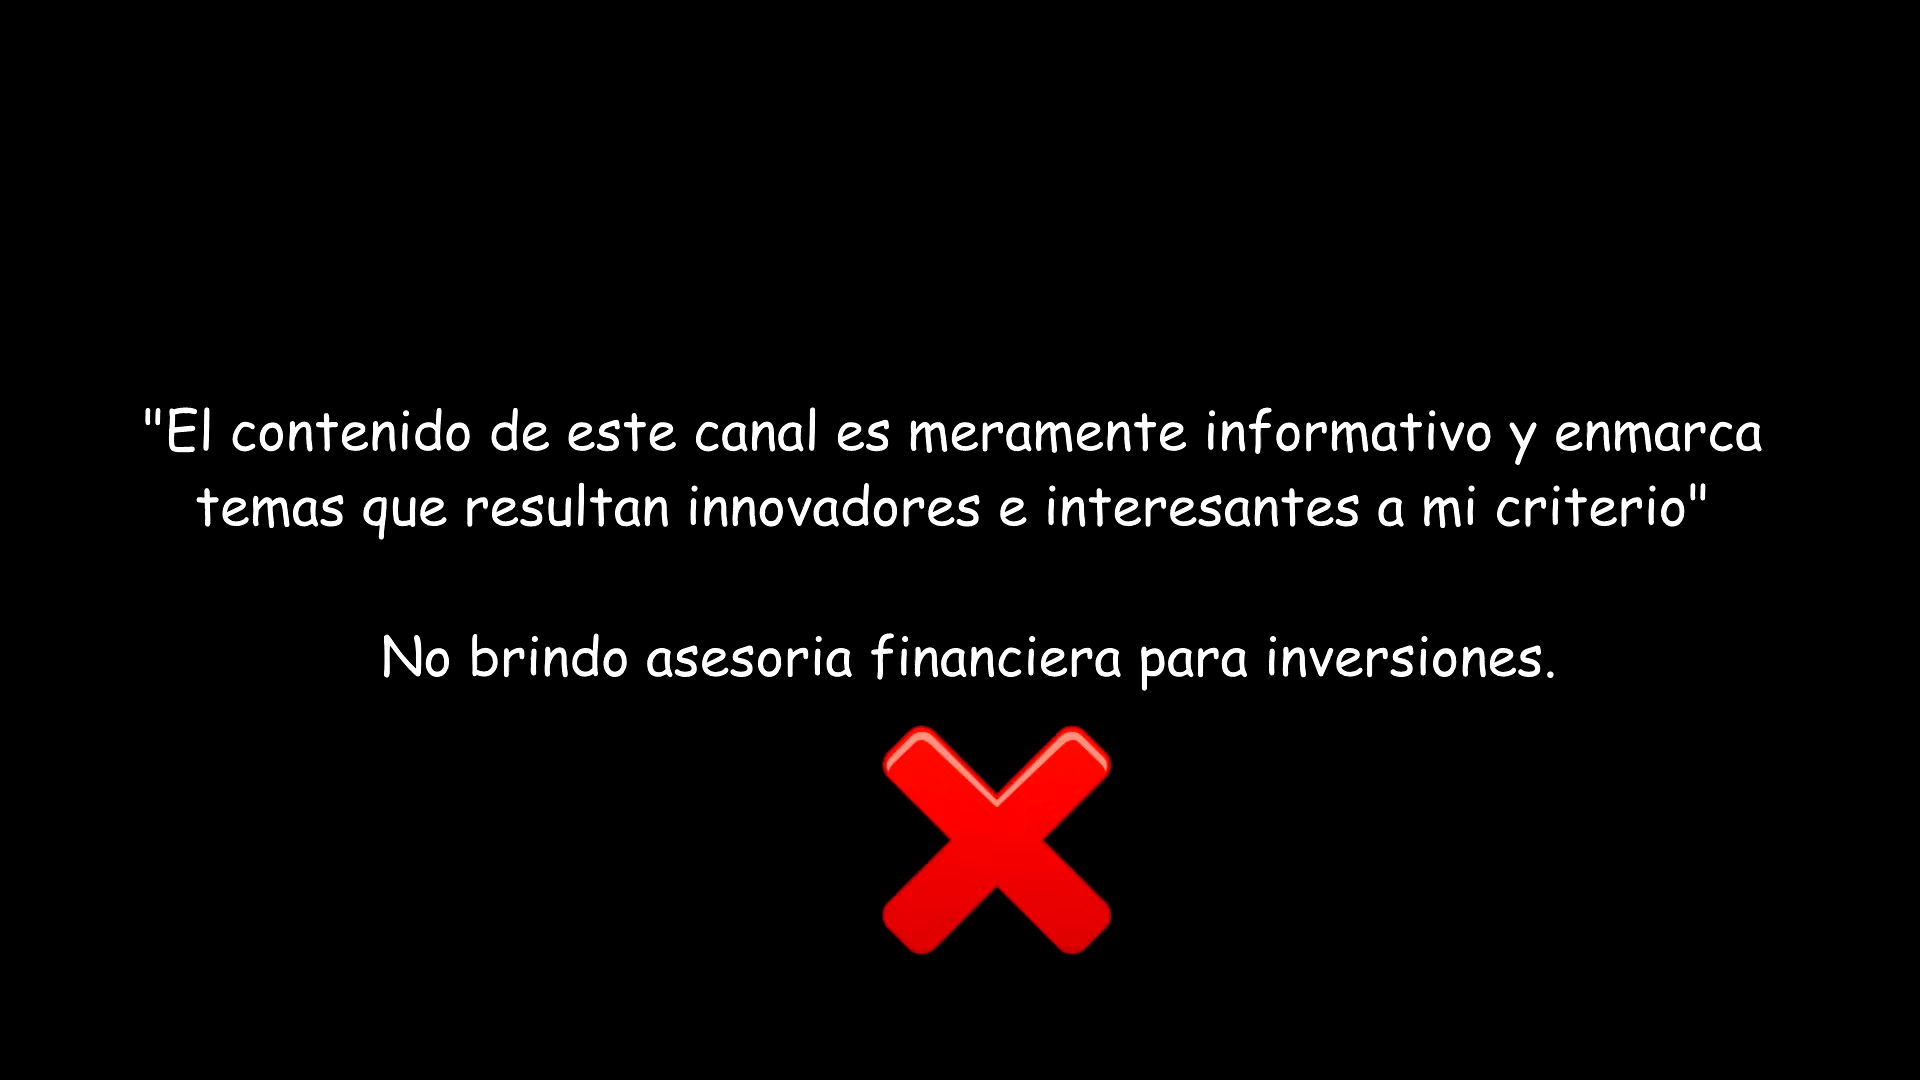 "El contenido de este canal es meramente informativo y enmarca
temas que resultan innovadores e interesantes a mi criterio"
No brindo asesoria financiera para inversiones.